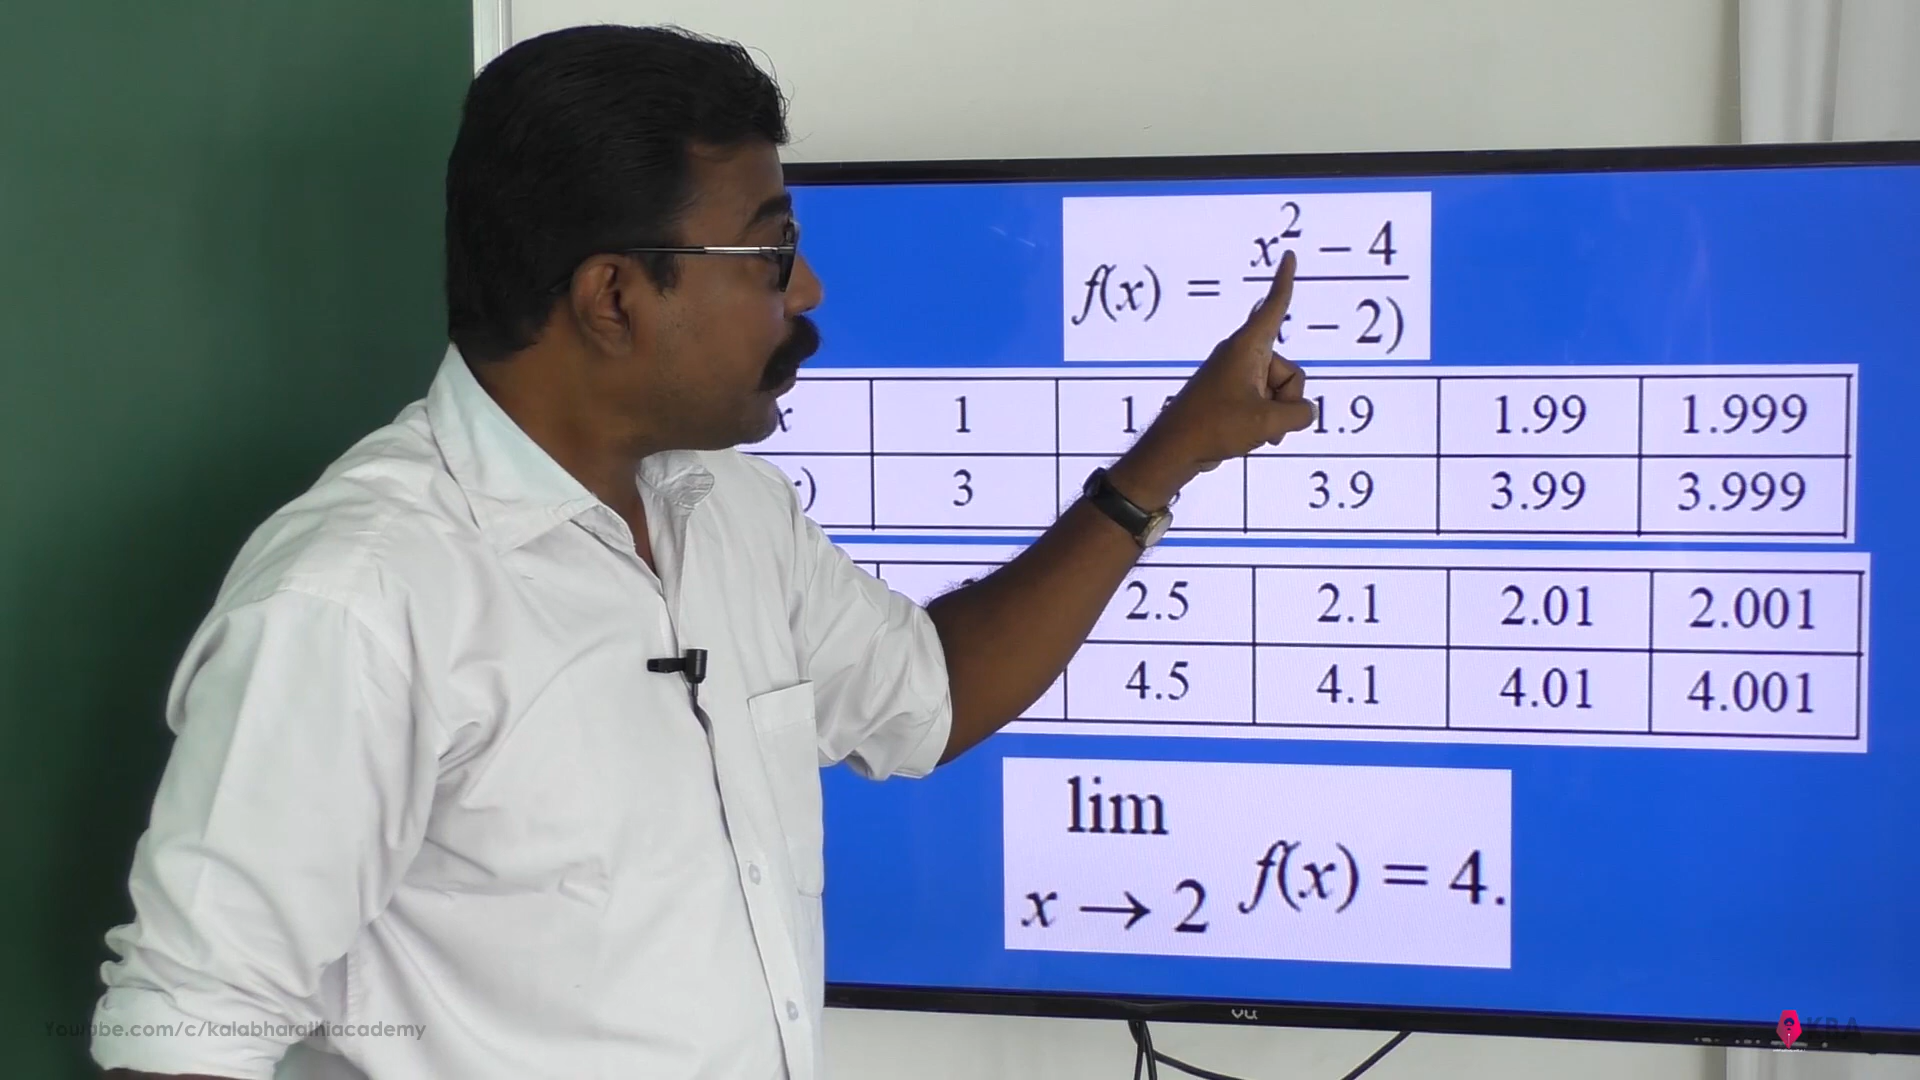 f(x) = x² – 4
– 2)
x 1 1.9 1.99 1.999
3 3.9 3.99 3.999
2.5 2.1 2.01 2.001
4.5 4.1 4.01 4.001
lim
x → 2 f(x) = 4.
vu
Youtube.com/c/kalabharathiacademy
KBA